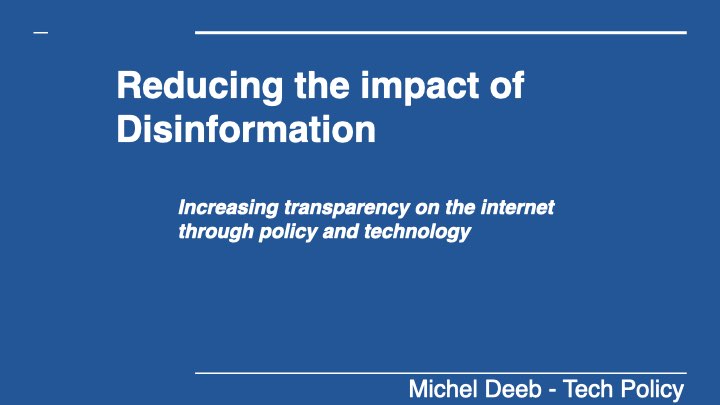 Reducing the impact of
Disinformation
Increasing transparency on the internet
through policy and technology
Michel Deeb - Tech Policy